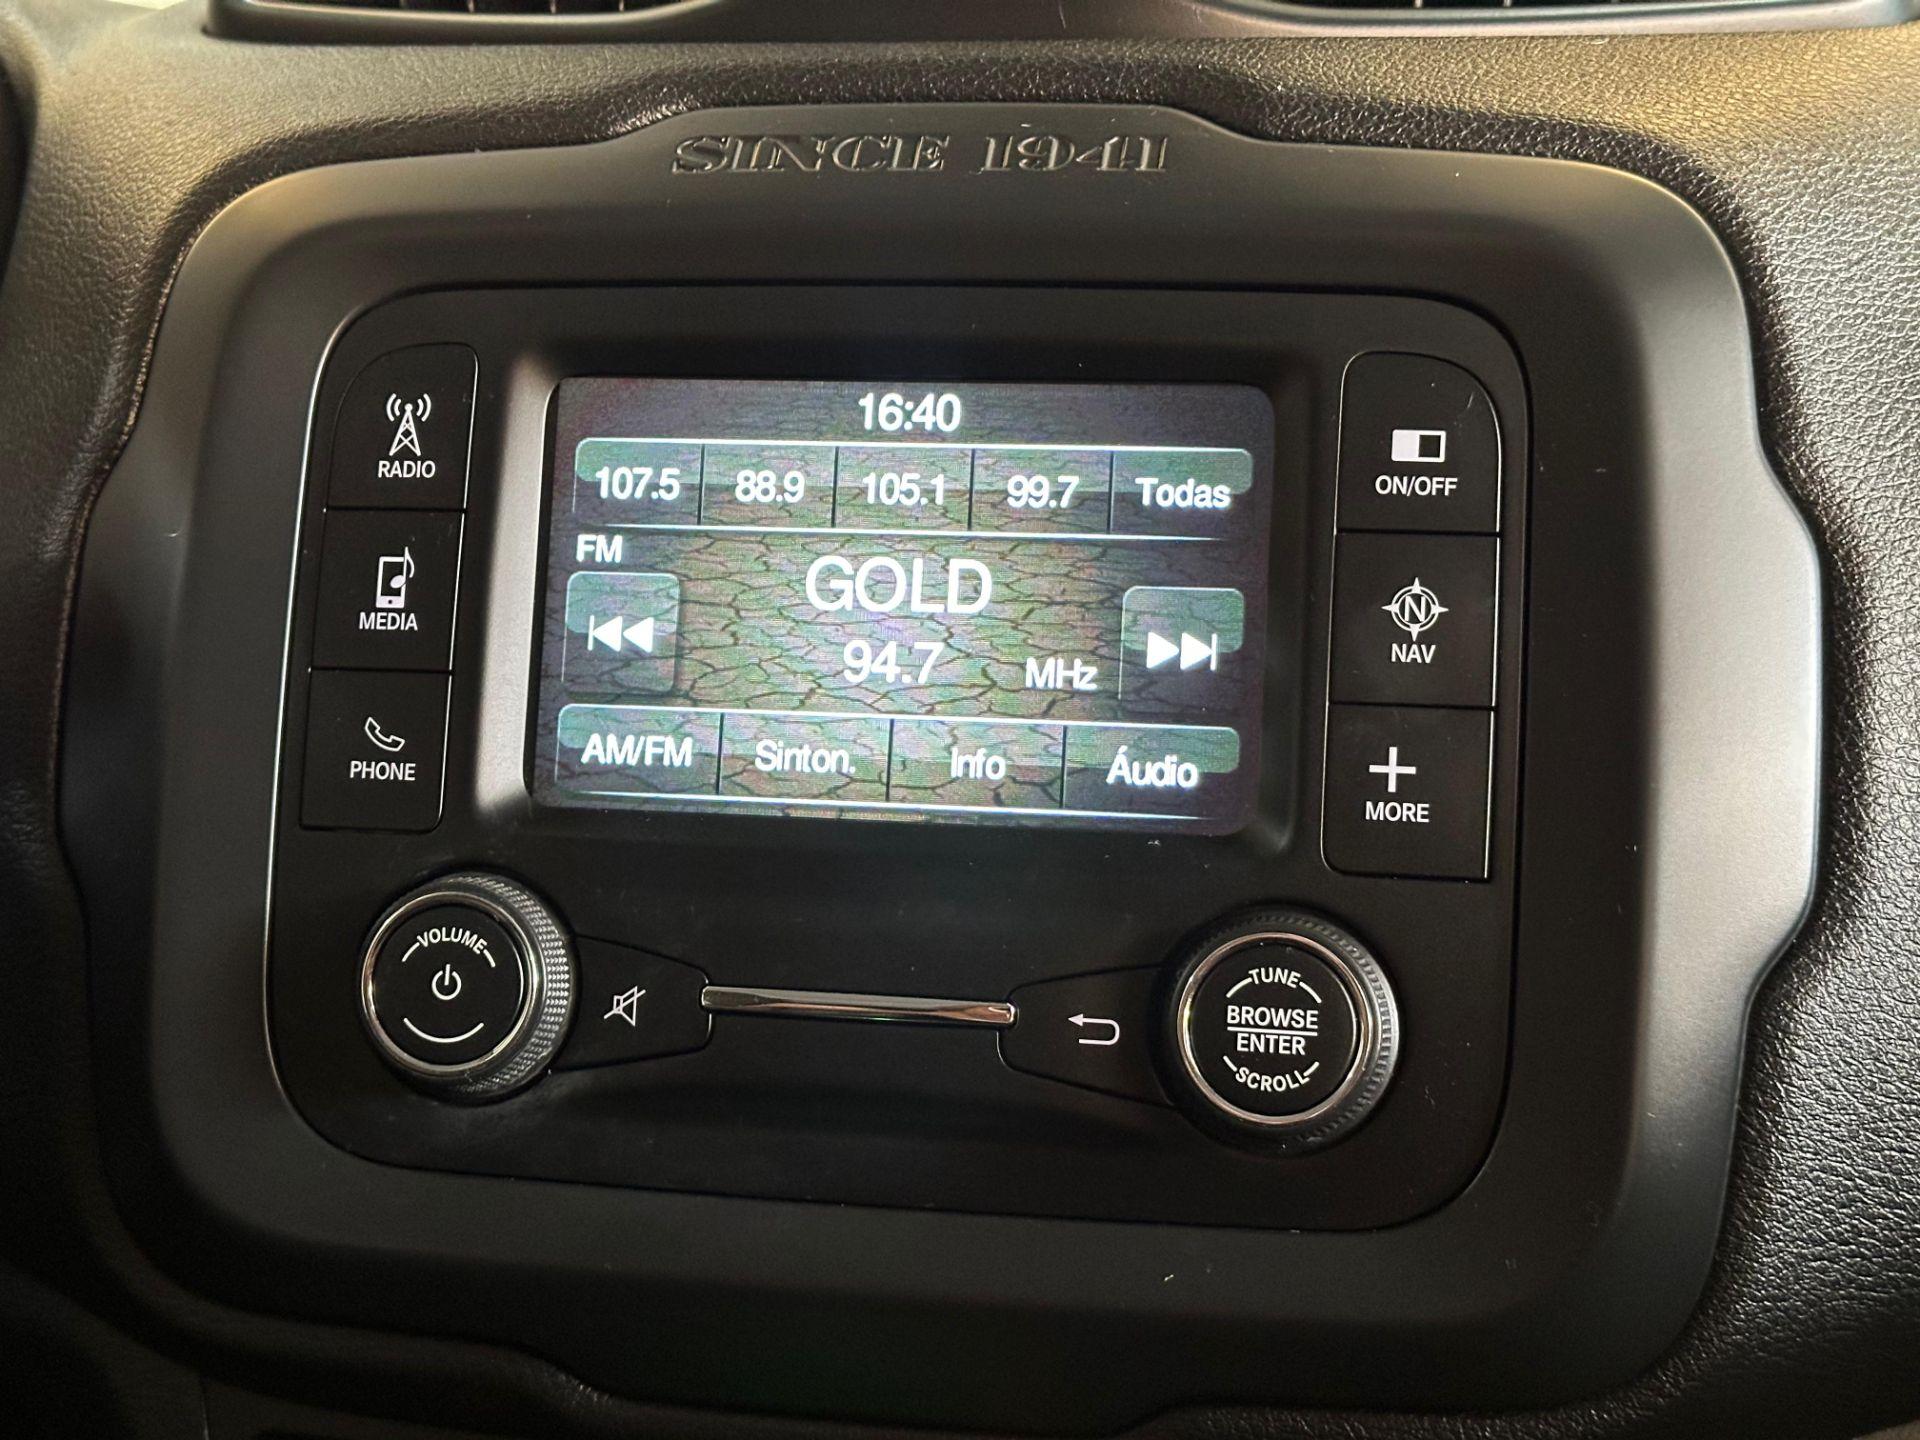 SINCE 1941
16:40
107.5 88.9 105.1 99.7 Todas
FM
GOLD
94.7 MHz
AM/FM Sinton. Info Áudio
RADIO
MEDIA
PHONE
ON/OFF
N
NAV
MORE
VOLUME
TUNE
BROWSE
ENTER
SCROLL